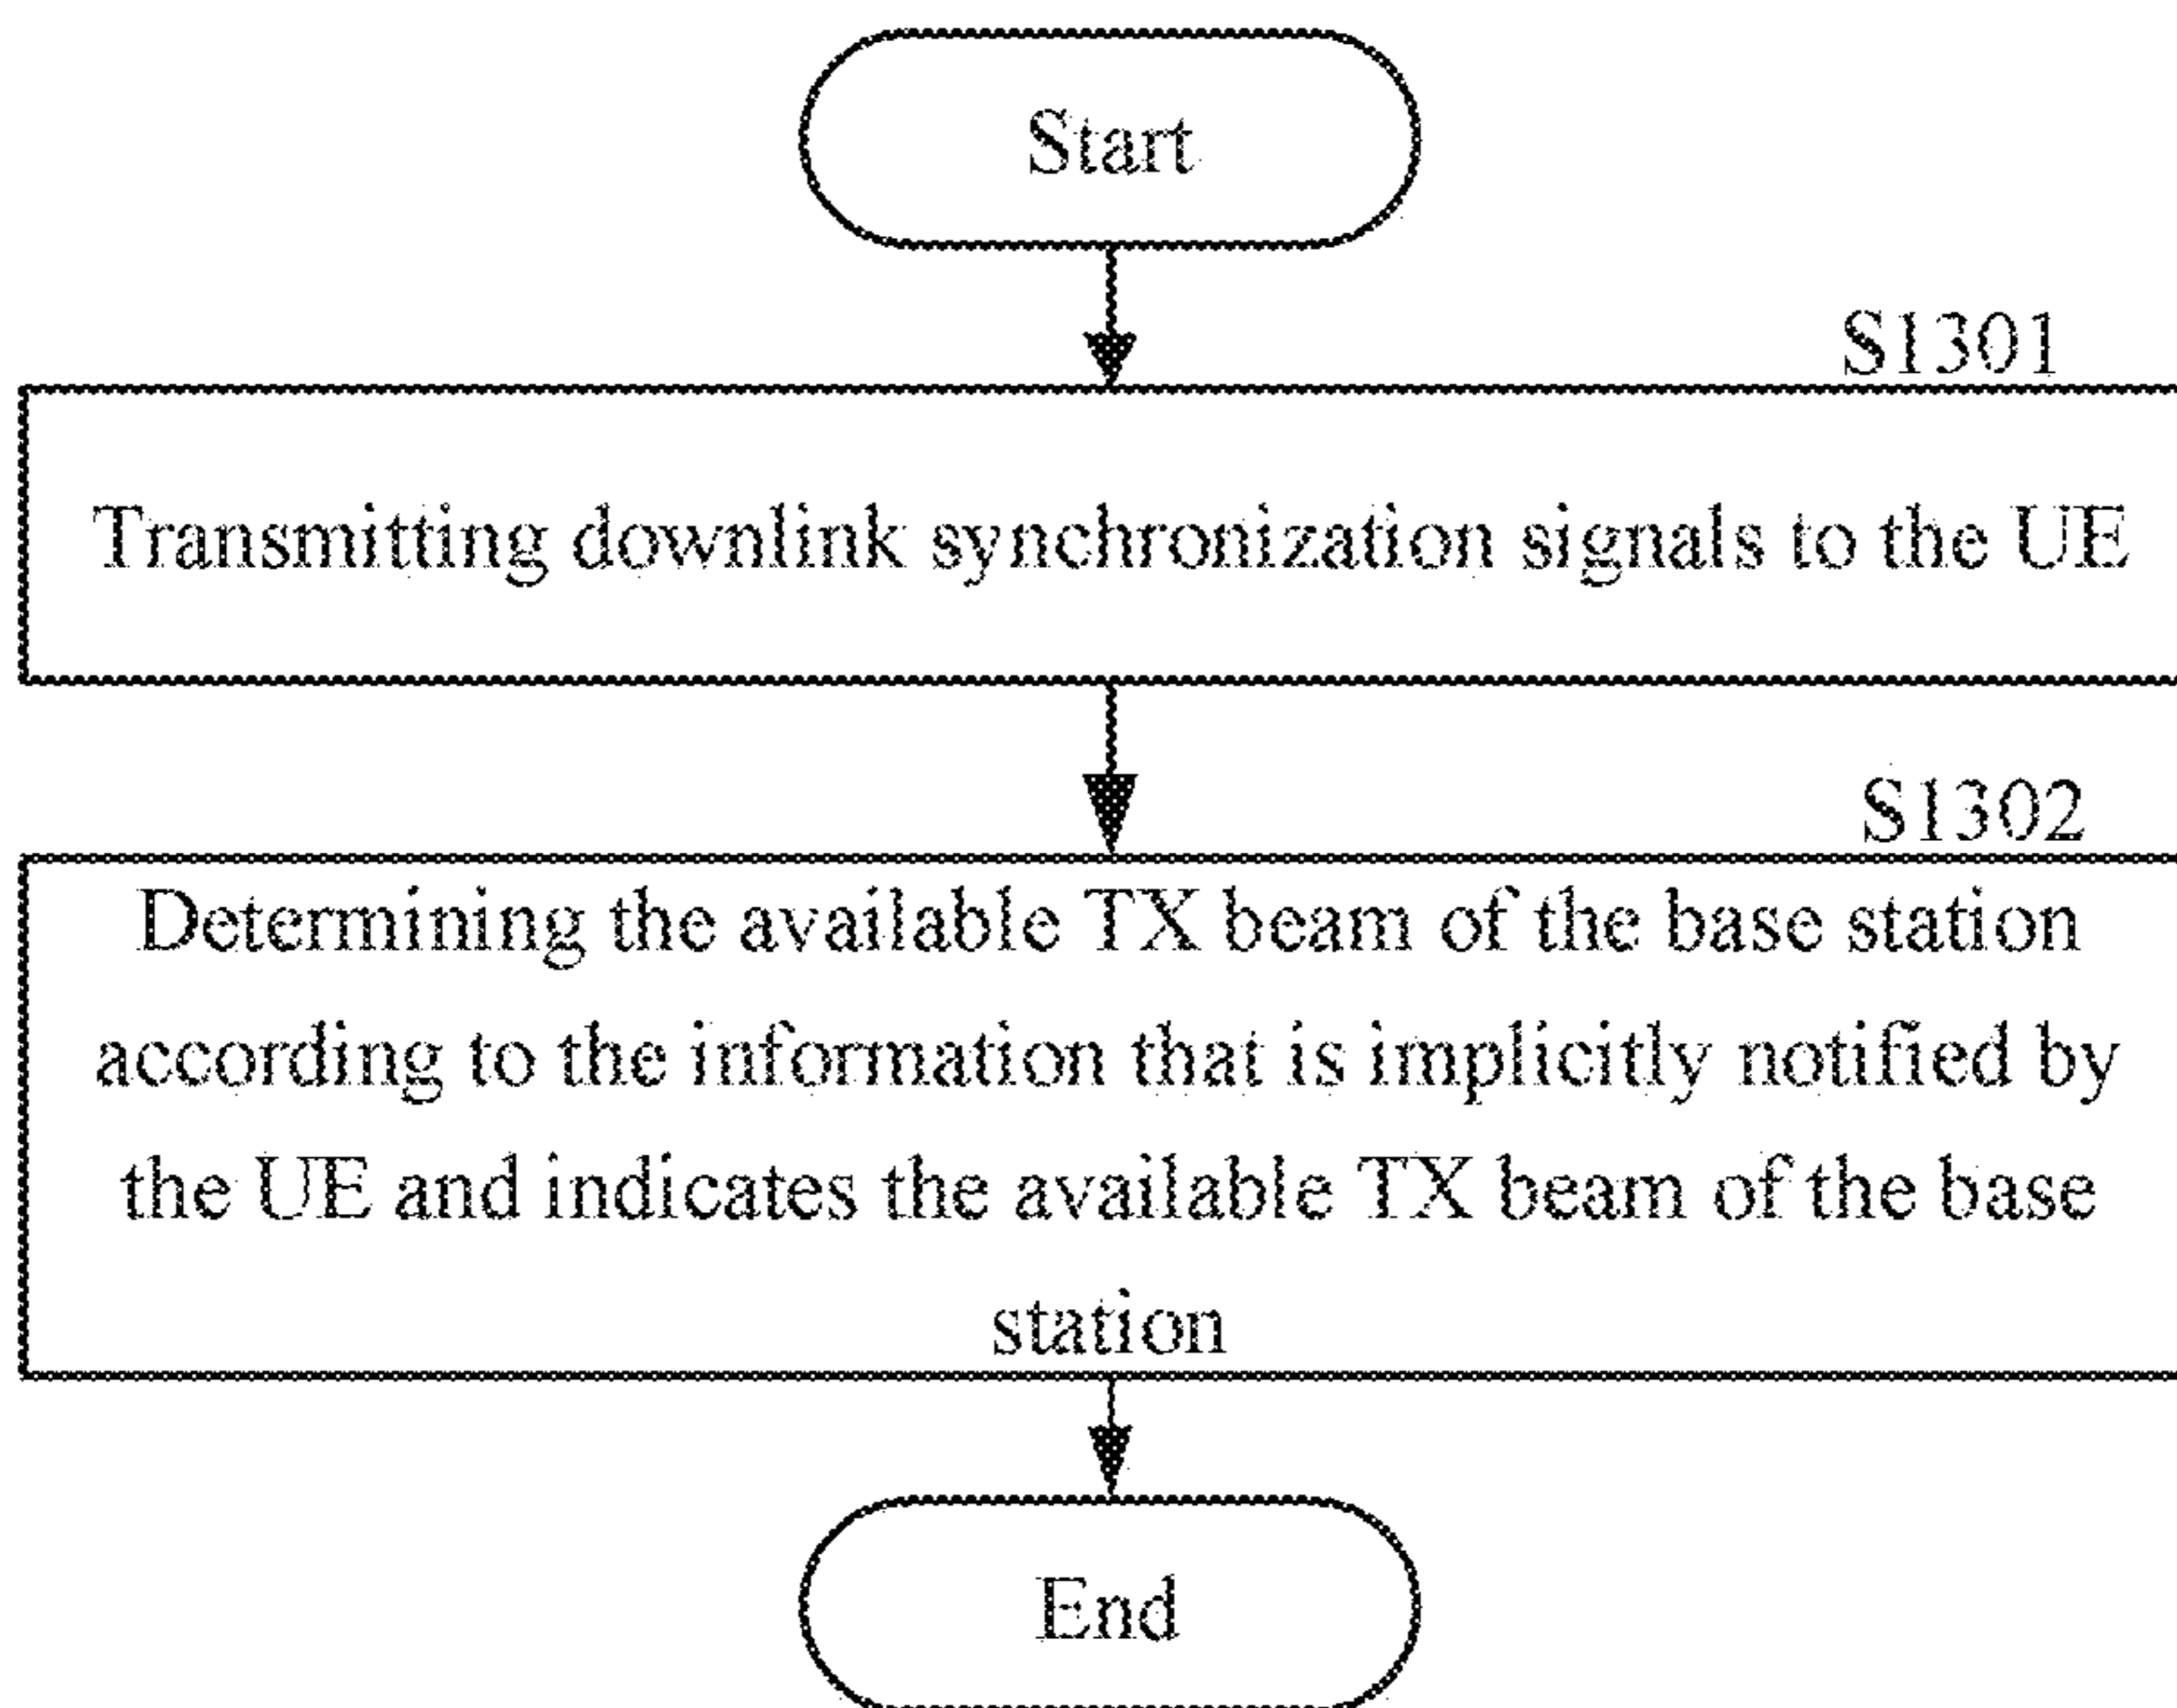 Start
S1301
Transmitting downlink synchronization signals to the UE
S1302
Determining the available TX beam of the base station
according to the information that is implicitly notified by
the UE and indicates the available TX beam of the base
station
End